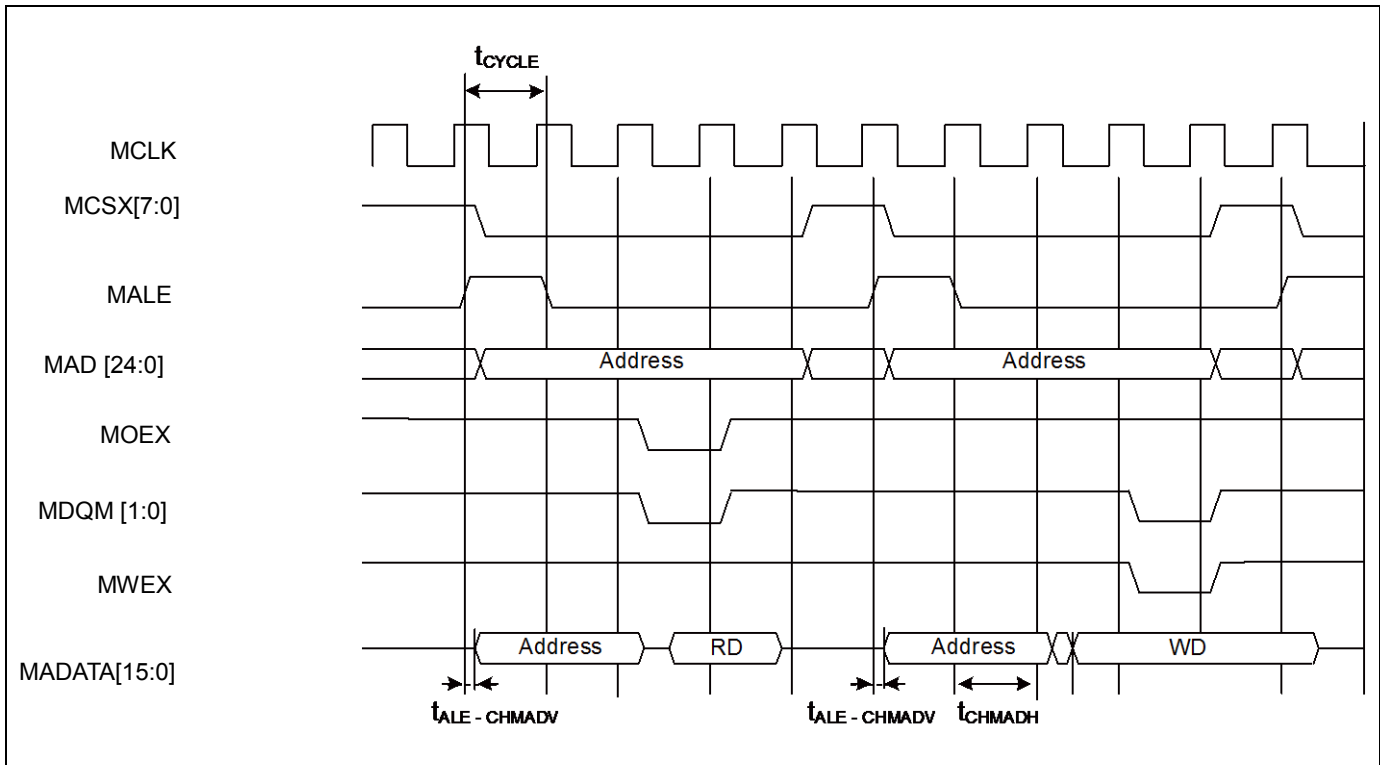 tCYCLE
MCLK
MCSX[7:0]
MALE
MAD [24:0]
Address
Address
MOEX
MDQM [1:0]
MWEX
MADATA[15:0]
Address
RD
Address
WD
tALE - CHMADV
tALE - CHMADV
tCHMADH